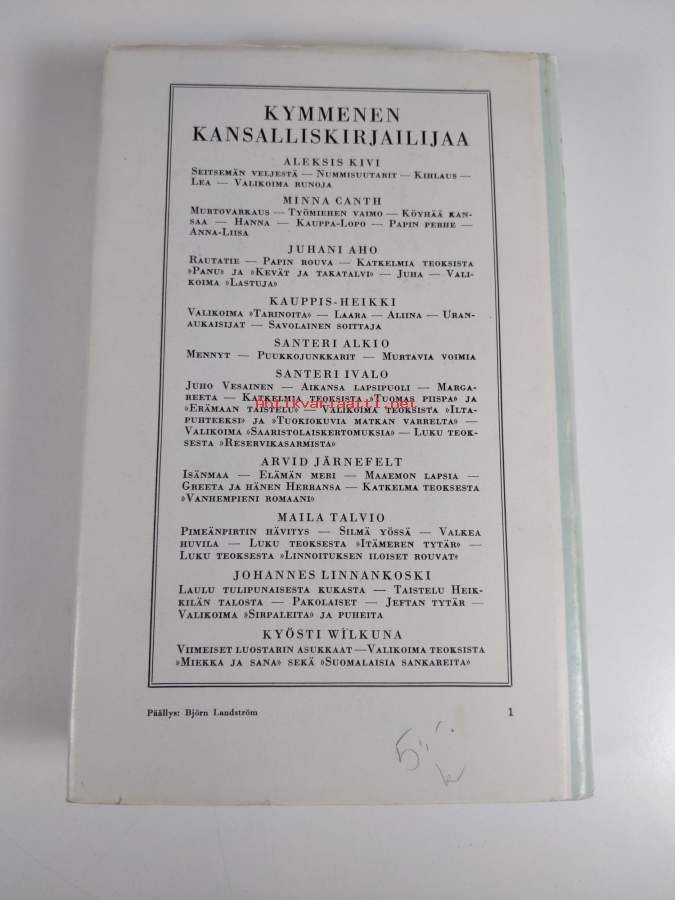 KYMMENEN
KANSALLISKIRJAILIJAA
ALEKSIS KIVI
Seitsemän veljestä — Nummisuutarit — Kihlaus —
Lea — Valikoima runoja
MINNA CANTH
Murtovarkaus — Työmiehen vaimo — Köyhää kan-
saa — Hanna — Kauppa-Lopo — Papin perhe —
Anna-Liisa
JUHANI AHO
Rautatie — Papin rouva — Katkelmia teoksista
»Panu» ja »Kevät ja takatalvi» — Juha — Vali-
koima »Lastuja»
KAUPPIS-HEIKKI
Valikoima »Tarinoita» — Laara — Aliina — Uran-
aukaisijat — Savolainen soittaja
SANTERI ALKIO
Mennyt — Puukkojunkkarit — Murtavia voimia
SANTERI IVALO
Juho Vesainen — Aikansa lapsipuoli — Marga-
reeta — Katkelmia teoksista »Tuomas piispa» ja
»Erämaan taistelu» — Valikoima teoksista »Ilta-
puhteeksi» ja »Tuokiokuvia matkan varrelta» —
Valikoima »Saaristolaiskertomuksia» — Luku teok-
sesta »Reservikasarmista»
antikvariaatti.net
ARVID JÄRNEFELT
Isänmaa — Elämän meri — Maaemon lapsia —
Greeta ja hänen Herransa — Katkelma teoksesta
»Vanhempieni romaani»
MAILA TALVIO
Pimeänpirtin hävitys — Silmä yössä — Valkea
huvila — Luku teoksesta »Itämeren tytär» —
Luku teoksesta »Linnoituksen iloiset rouvat»
JOHANNES LINNANKOSKI
Laulu tulipunaisesta kukasta — Taistelu Heik-
kilän talosta — Pakolaiset — Jeftan tytär —
Valikoima »Sirpaleita» ja puheita
KYÖSTI WILKUNA
Viimeiset luostarin asukkaat — Valikoima teoksista
»Miekka ja sana» sekä »Suomalaisia sankareita»
Päällys: Björn Landström 1